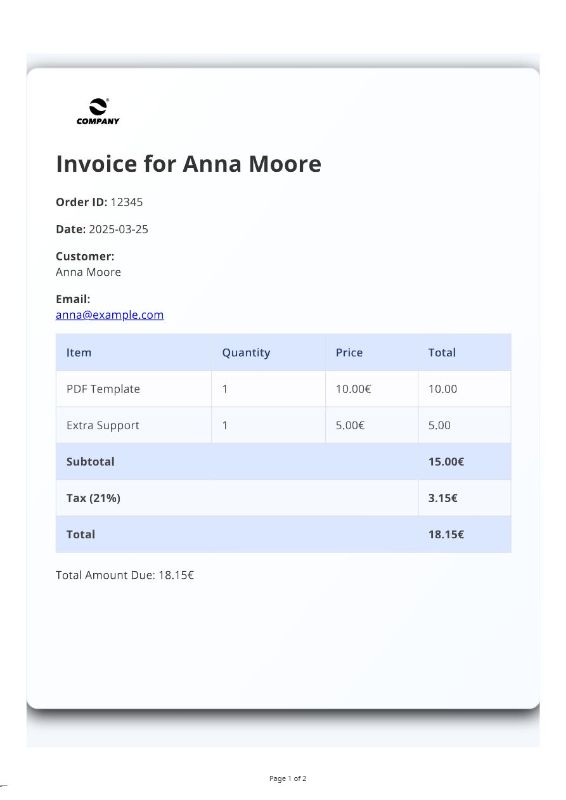 COMPANY
Invoice for Anna Moore
Order ID: 12345
Date: 2025-03-25
Customer:
Anna Moore
Email:
anna@example.com
Item Quantity Price Total
PDF Template 1 10.00€ 10.00
Extra Support 1 5.00€ 5.00
Subtotal 15.00€
Tax (21%) 3.15€
Total 18.15€
Total Amount Due: 18.15€
Page 1 of 2